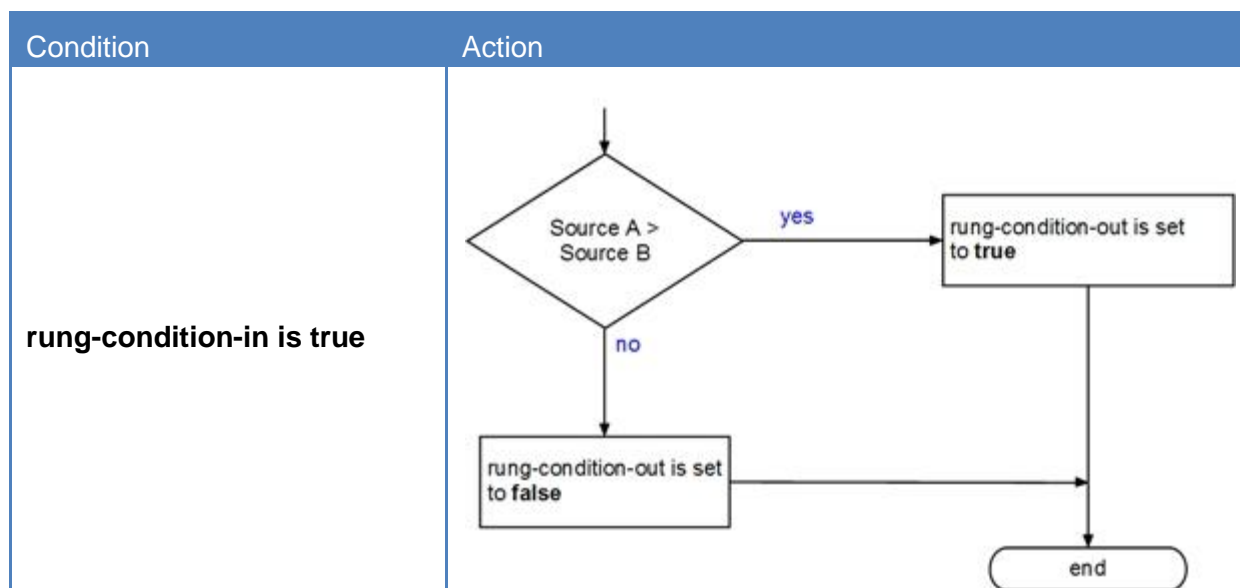 Condition
Action
Source A >
Source B
yes
rung-condition-out is set
to true
rung-condition-in is true
no
rung-condition-out is set
to false
end